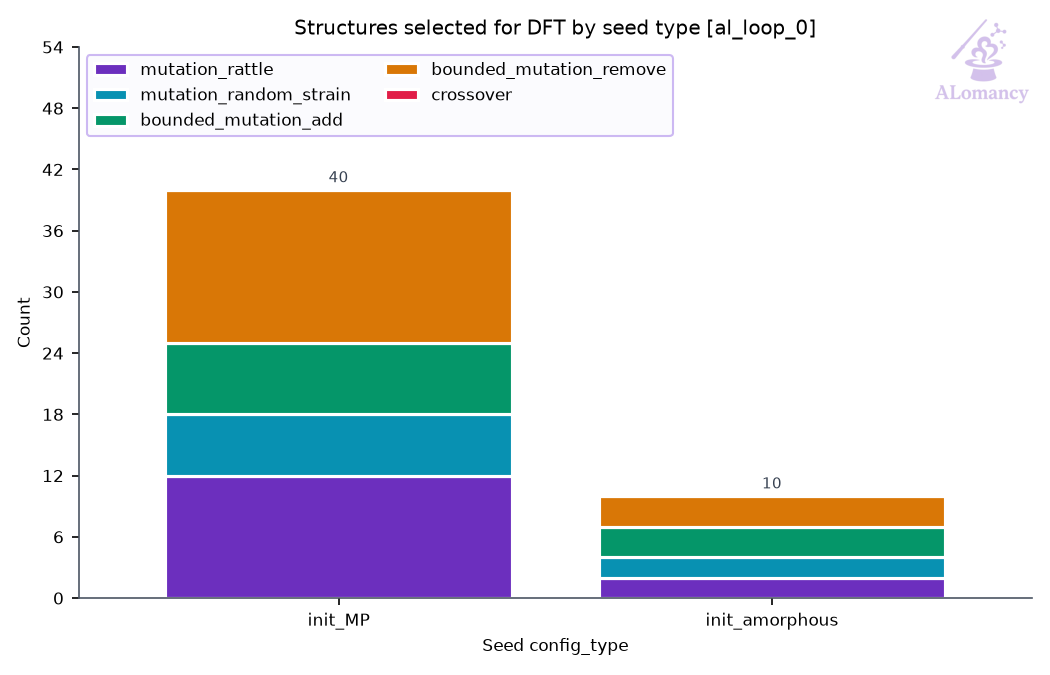 Structures selected for DFT by seed type [al_loop_0]
ALomancy
mutation_rattle
mutation_random_strain
bounded_mutation_add
bounded_mutation_remove
crossover
Count
54
48
42
36
30
24
18
12
6
0
40
10
init_MP
init_amorphous
Seed config_type